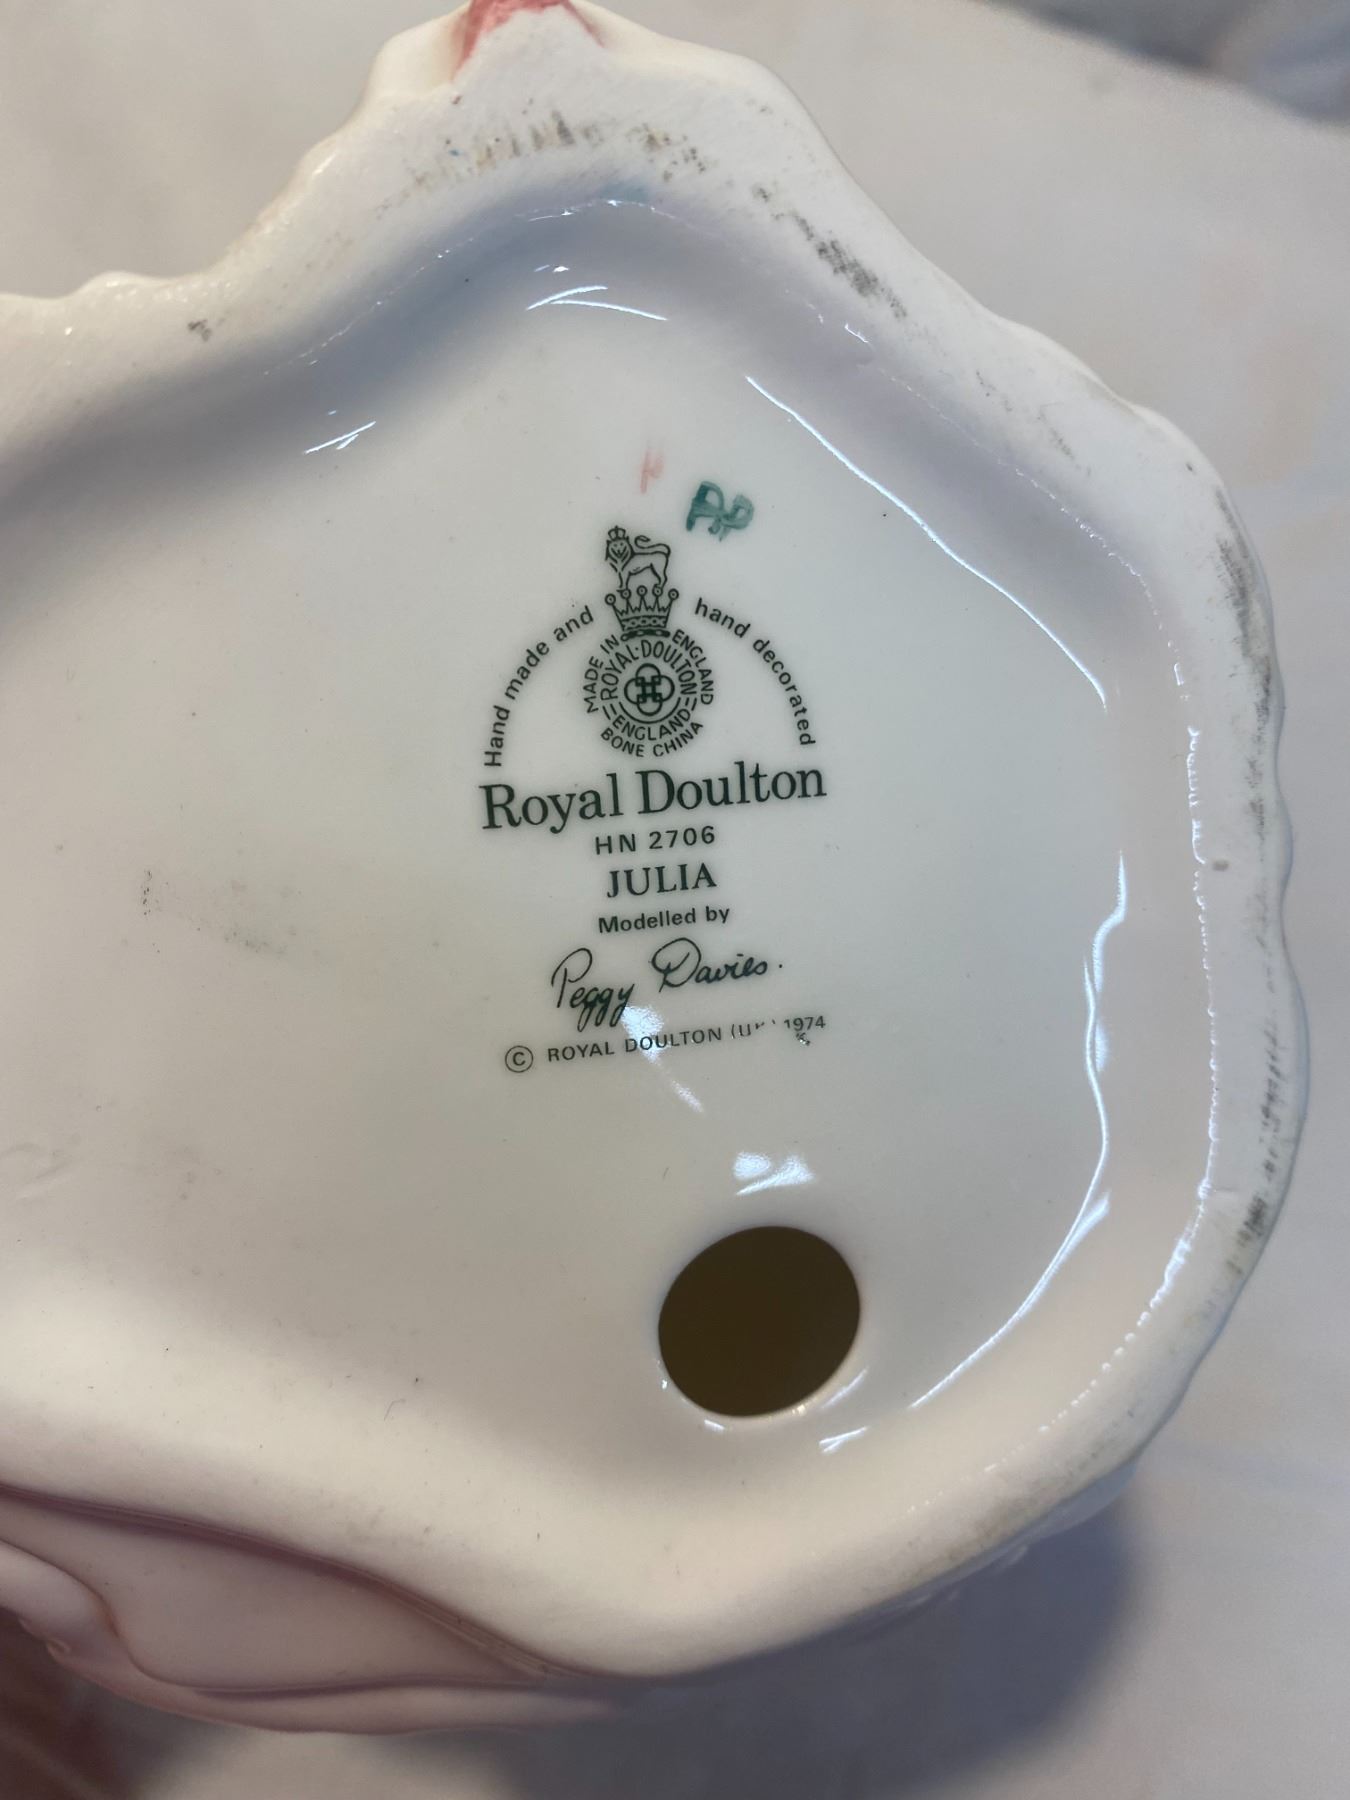 Hand made and hand decorated
MADE IN ENGLAND
ROYAL·DOULTON
ENGLAND
BONE CHINA
Royal Doulton
HN 2706
JULIA
Modelled by
Peggy Davies.
© ROYAL DOULTON 1974